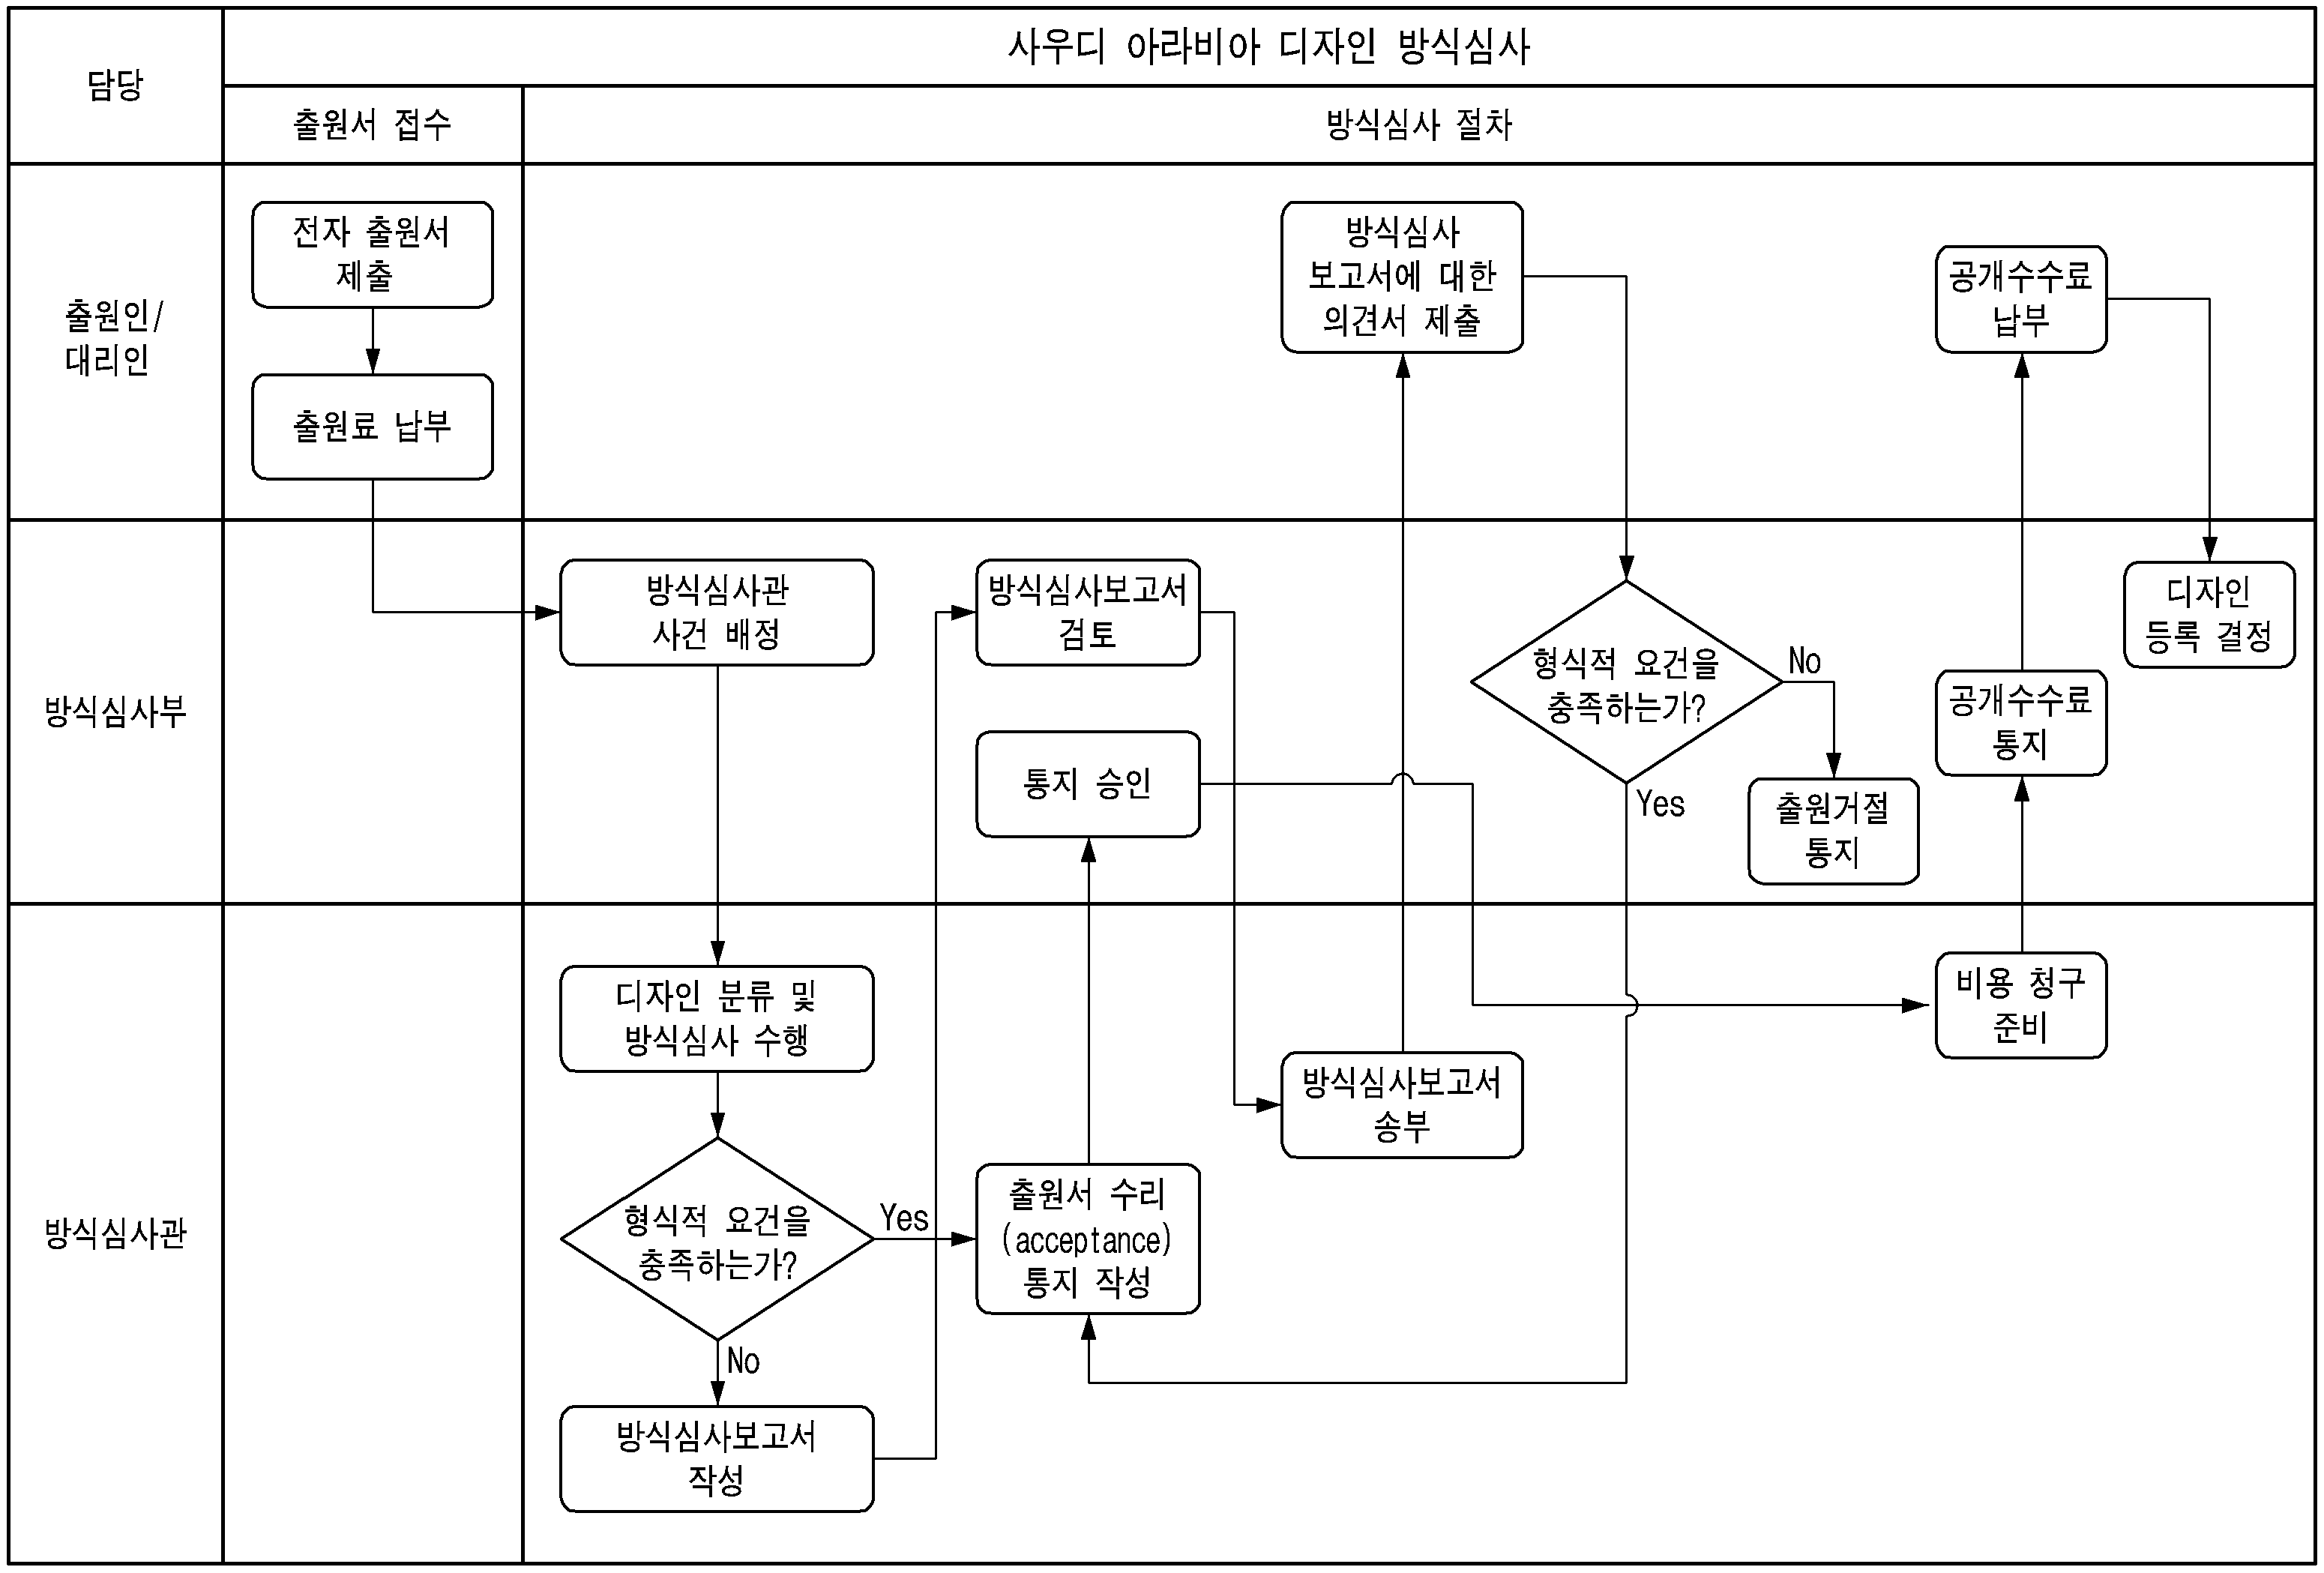 사우디 아라비아 디자인 방식심사
담당
출원서 접수
방식심사 절차
출원인/
대리인
전자 출원서
제출
출원료 납부
방식심사
보고서에 대한
의견서 제출
공개수수료
납부
방식심사부
방식심사관
사건 배정
방식심사보고서
검토
통지 승인
형식적 요건을
충족하는가?
No
Yes
출원거절
통지
공개수수료
통지
디자인
등록 결정
방식심사관
디자인 분류 및
방식심사 수행
형식적 요건을
충족하는가?
Yes
No
방식심사보고서
작성
출원서 수리
(acceptance)
통지 작성
방식심사보고서
송부
비용 청구
준비